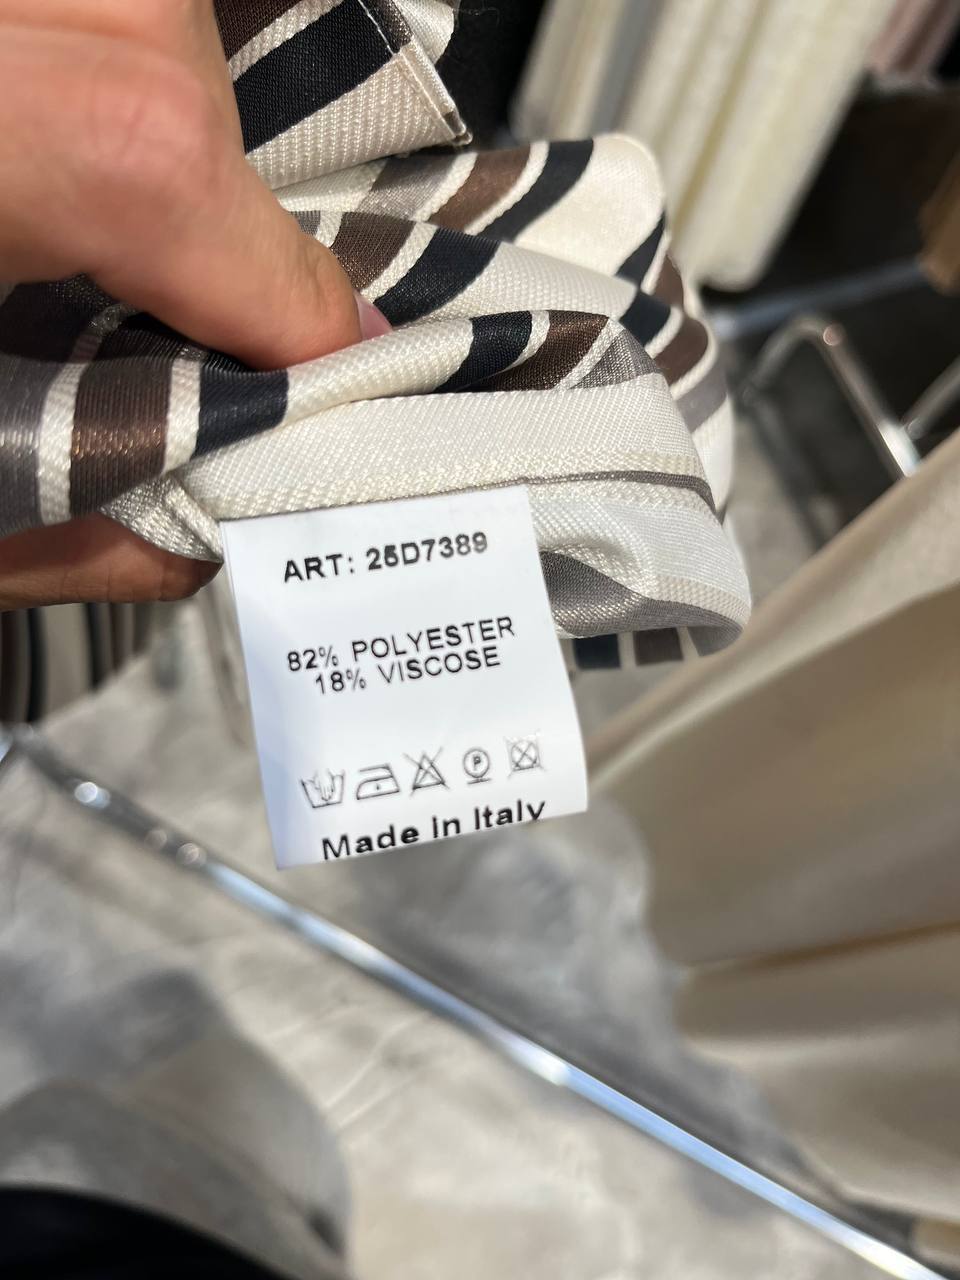 ART: 25D7389
82% POLYESTER
18% VISCOSE
P
Made in Italy